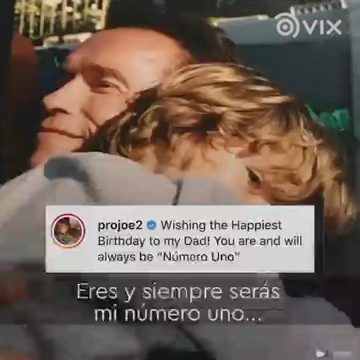 VIX
projoe2 Wishing the Happiest
Birthday to my Dad! You are and will
always be “Número Uno”
Eres y siempre serás
mi número uno...